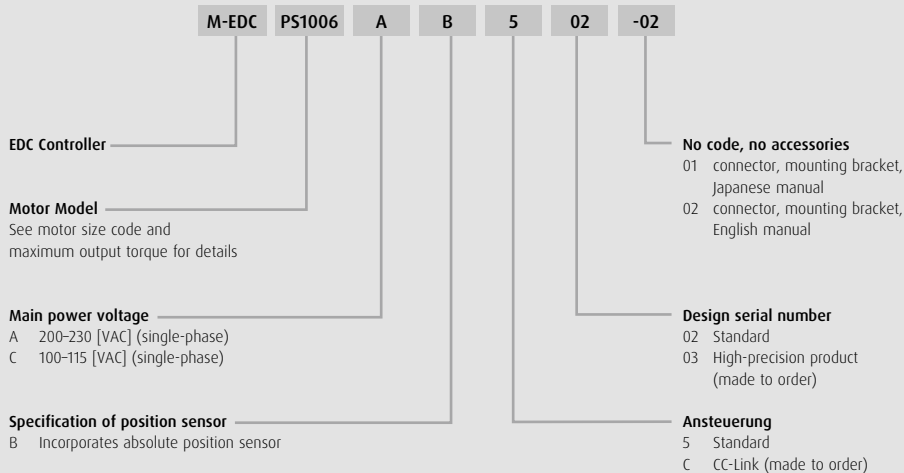 M-EDC PS1006 A B 5 02 -02
EDC Controller
Motor Model
See motor size code and
maximum output torque for details
Main power voltage
A 200–230 [VAC] (single-phase)
C 100–115 [VAC] (single-phase)
Specification of position sensor
B Incorporates absolute position sensor
No code, no accessories
01 connector, mounting bracket,
Japanese manual
02 connector, mounting bracket,
English manual
Design serial number
02 Standard
03 High-precision product
(made to order)
Ansteuerung
5 Standard
C CC-Link (made to order)